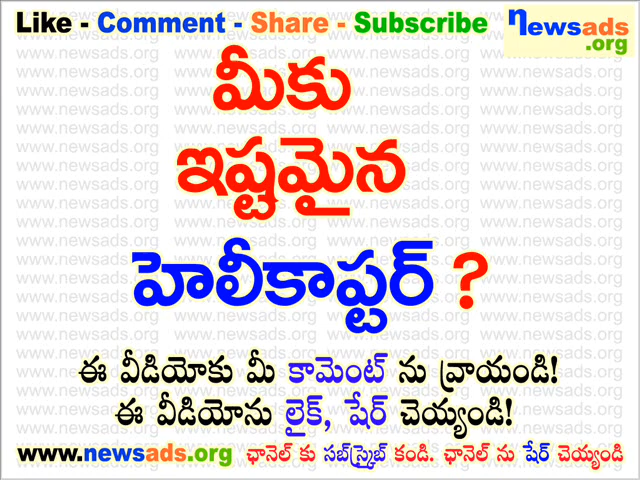 Like - Comment - Share - Subscribe
newsads
.org
మీకు
ఇష్టమైన
హెలీకాప్టర్ ?
ఈ వీడియోకు మీ కామెంట్ ను వ్రాయండి!
ఈ వీడియోను లైక్, షేర్ చెయ్యండి!
www.newsads.org ఛానెల్ కు సబ్‌స్క్రైబ్ కండి. ఛానెల్ ను షేర్ చెయ్యండి